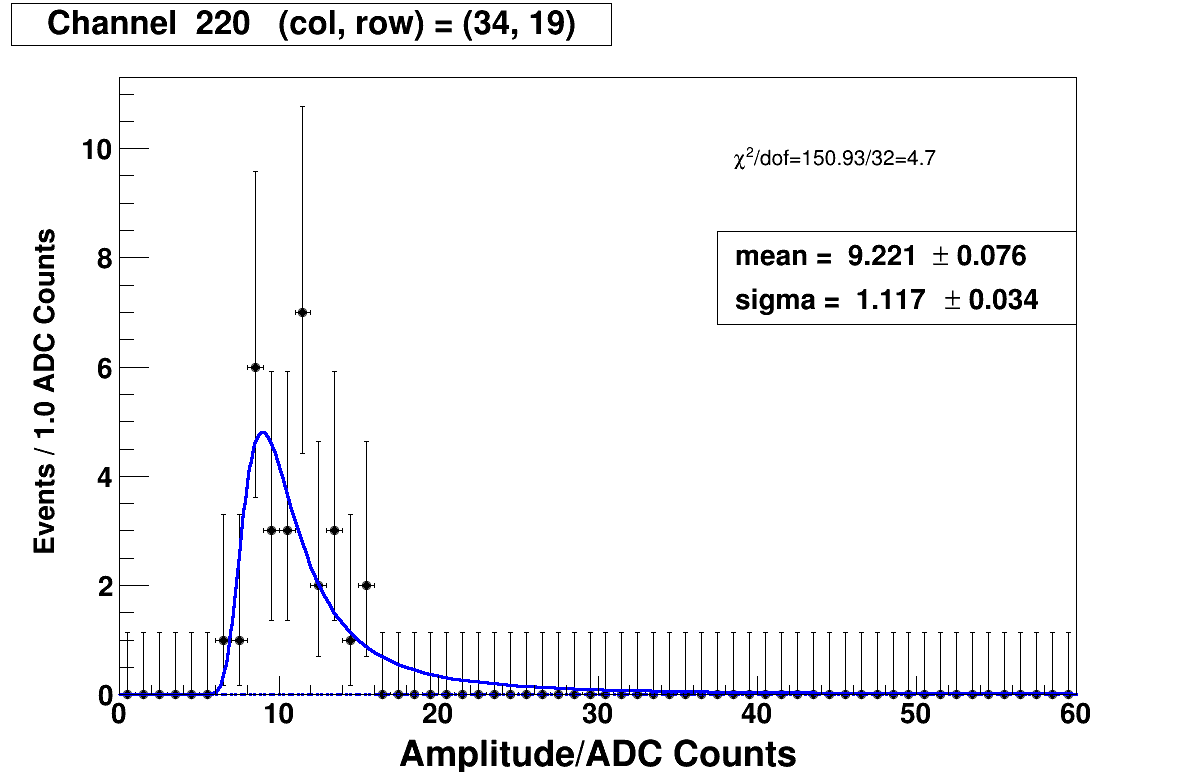 Channel 220 (col, row) = (34, 19)
χ²/dof=150.93/32=4.7
mean = 9.221 ± 0.076
sigma = 1.117 ± 0.034
Events / 1.0 ADC Counts
10
8
6
4
2
0
0 10 20 30 40 50 60
Amplitude/ADC Counts